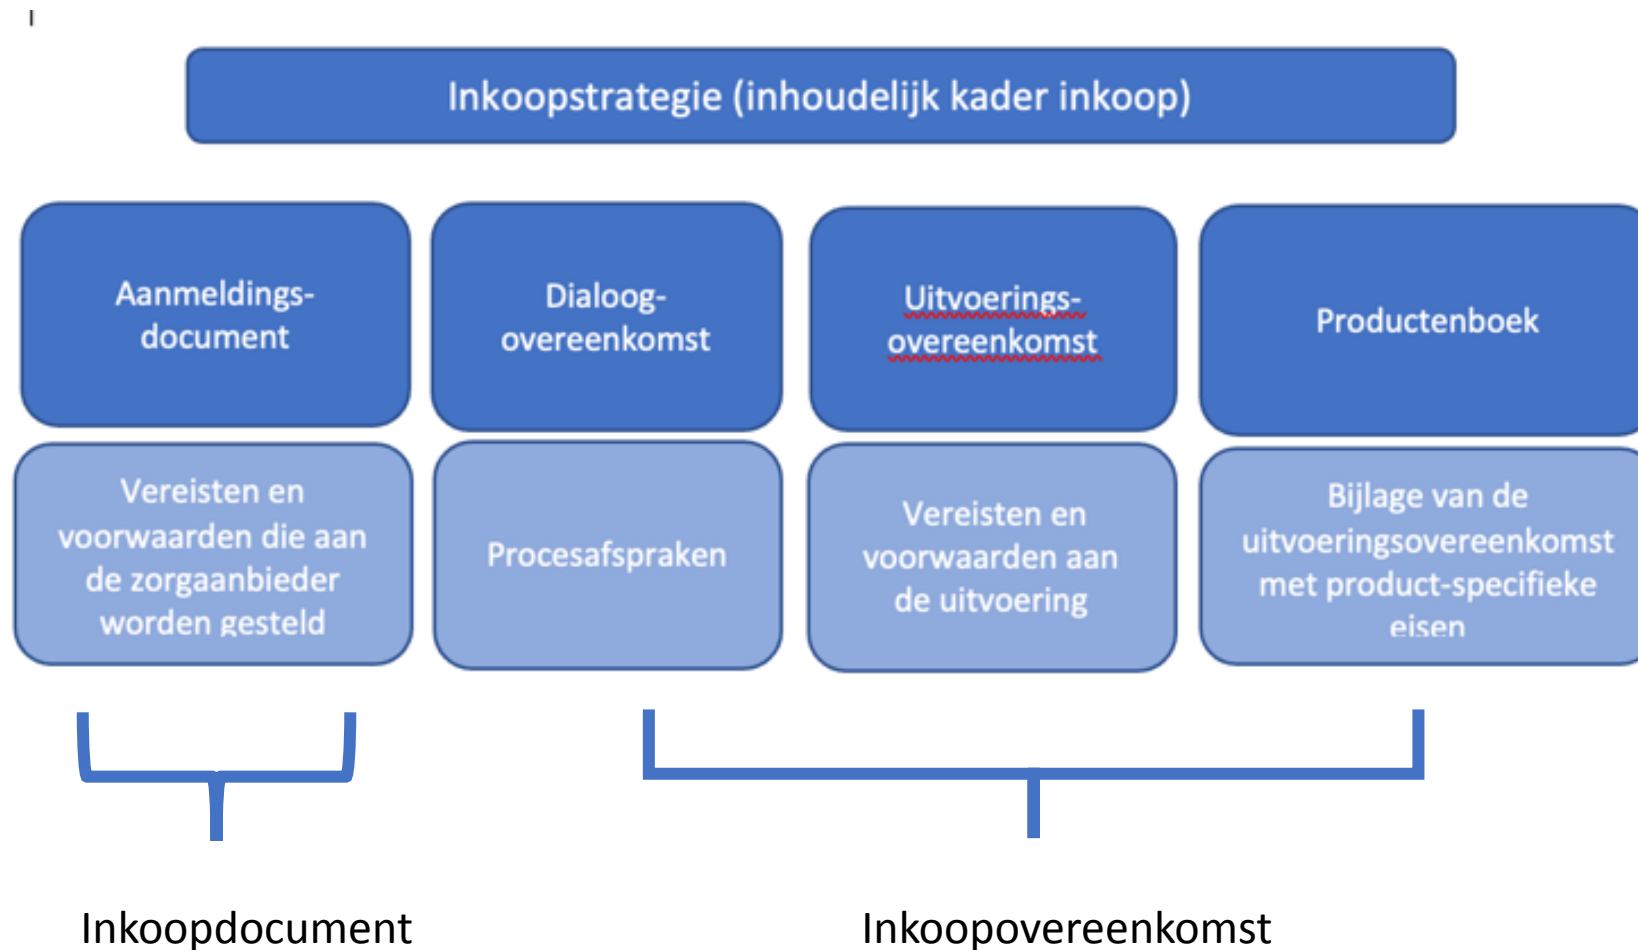 Inkoopstrategie (inhoudelijk kader inkoop)
Aanmeldings-
document
Dialoog-
overeenkomst
Uitvoerings-
overeenkomst
Productenboek
Vereisten en
voorwaarden die aan
de zorgaanbieder
worden gesteld
Procesafspraken
Vereisten en
voorwaarden aan
de uitvoering
Bijlage van de
uitvoeringsovereenkomst
met product-specifieke
eisen
Inkoopdocument
Inkoopovereenkomst